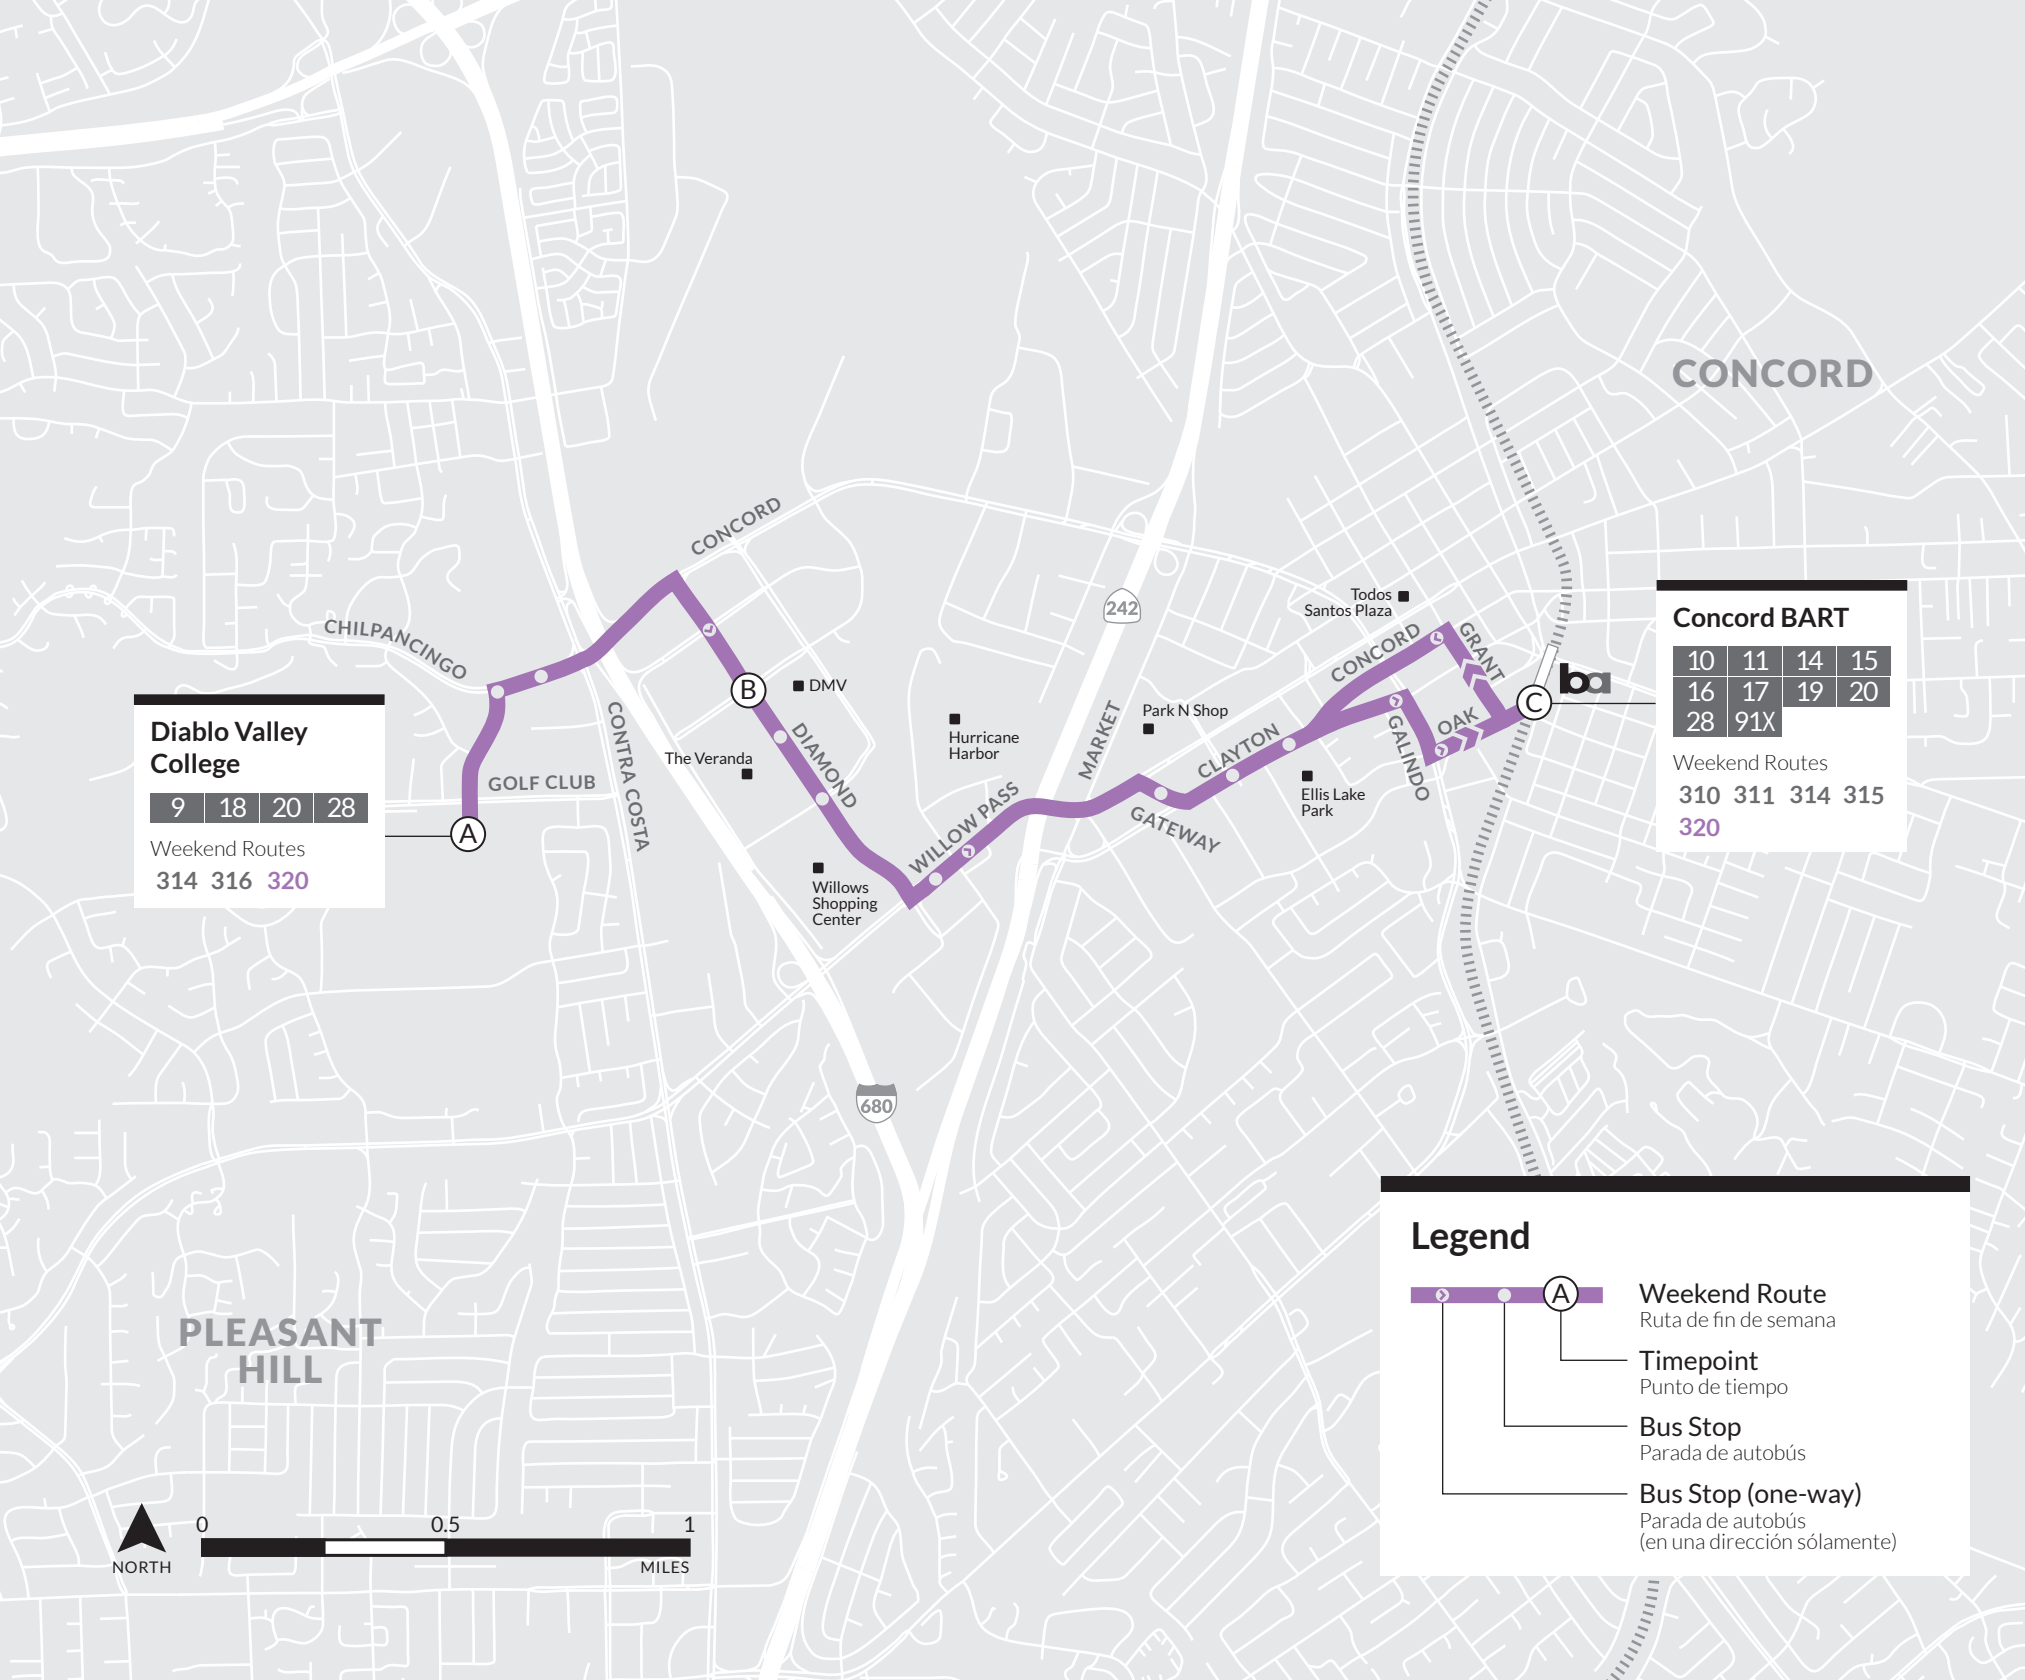 CONCORD
CONCORD
242
Todos
Santos Plaza
CONCORD
GRANT
CHILPANCINGO
Concord BART
10 11 14 15
16 17 19 20
28 91X
Weekend Routes
310 311 314 315
320
ba
C
B
DMV
Diablo Valley
College
9 18 20 28
Weekend Routes
314 316 320
A
GOLF CLUB
CONTRA COSTA
The Veranda
DIAMOND
Hurricane
Harbor
MARKET
Park N Shop
CLAYTON
GALINDO
OAK
Ellis Lake
Park
GATEWAY
WILLOW PASS
Willows
Shopping
Center
680
PLEASANT
HILL
Legend
A
Weekend Route
Ruta de fin de semana
Timepoint
Punto de tiempo
Bus Stop
Parada de autobús
Bus Stop (one-way)
Parada de autobús
(en una dirección sólamente)
0 0.5 1
NORTH
MILES